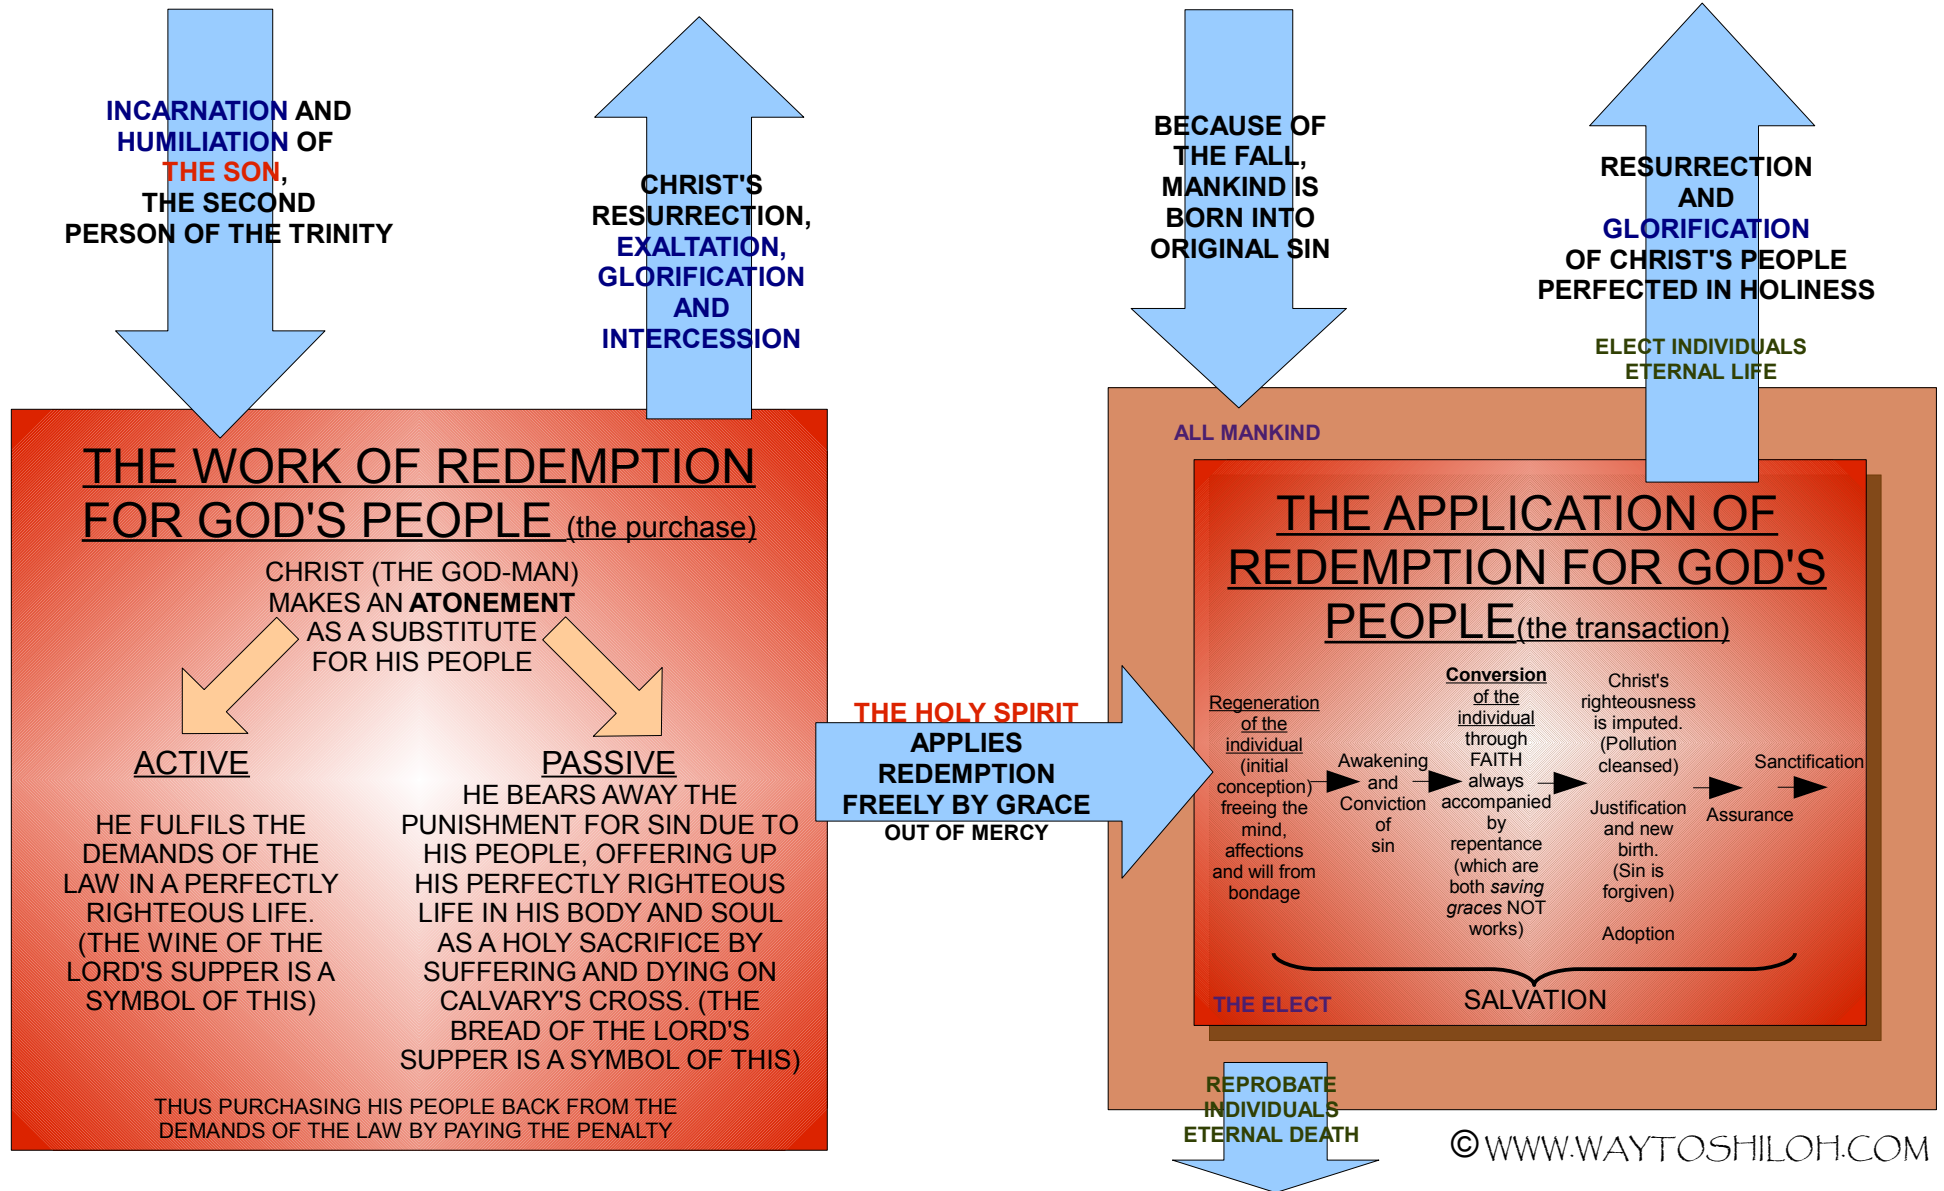 INCARNATION AND
HUMILIATION OF
THE SON,
THE SECOND
PERSON OF THE TRINITY
CHRIST'S
RESURRECTION,
EXALTATION,
GLORIFICATION
AND
INTERCESSION
BECAUSE OF
THE FALL,
MANKIND IS
BORN INTO
ORIGINAL SIN
RESURRECTION
AND
GLORIFICATION
OF CHRIST'S PEOPLE
PERFECTED IN HOLINESS
ELECT INDIVIDUALS
ETERNAL LIFE
THE WORK OF REDEMPTION
FOR GOD'S PEOPLE (the purchase)
CHRIST (THE GOD-MAN)
MAKES AN ATONEMENT
AS A SUBSTITUTE
FOR HIS PEOPLE
ACTIVE
HE FULFILS THE
DEMANDS OF THE
LAW IN A PERFECTLY
RIGHTEOUS LIFE.
(THE WINE OF THE
LORD'S SUPPER IS A
SYMBOL OF THIS)
PASSIVE
HE BEARS AWAY THE
PUNISHMENT FOR SIN DUE TO
HIS PEOPLE, OFFERING UP
HIS PERFECTLY RIGHTEOUS
LIFE IN HIS BODY AND SOUL
AS A HOLY SACRIFICE BY
SUFFERING AND DYING ON
CALVARY'S CROSS. (THE
BREAD OF THE LORD'S
SUPPER IS A SYMBOL OF THIS)
THUS PURCHASING HIS PEOPLE BACK FROM THE
DEMANDS OF THE LAW BY PAYING THE PENALTY
THE HOLY SPIRIT
APPLIES
REDEMPTION
FREELY BY GRACE
OUT OF MERCY
ALL MANKIND
THE APPLICATION OF
REDEMPTION FOR GOD'S
PEOPLE(the transaction)
Regeneration
of the
individual
(initial
conception)
freeing the
mind,
affections
and will from
bondage
Awakening
and
Conviction
of
sin
Conversion
of the
individual
through
FAITH
always
accompanied
by
repentance
(which are
both saving
graces NOT
works)
Christ's
righteousness
is imputed.
(Pollution
cleansed)
Justification
and new
birth.
(Sin is
forgiven)
Adoption
Assurance
Sanctification
SALVATION
THE ELECT
REPROBATE
INDIVIDUALS
ETERNAL DEATH
© WWW.WAYTOSHILOH.COM